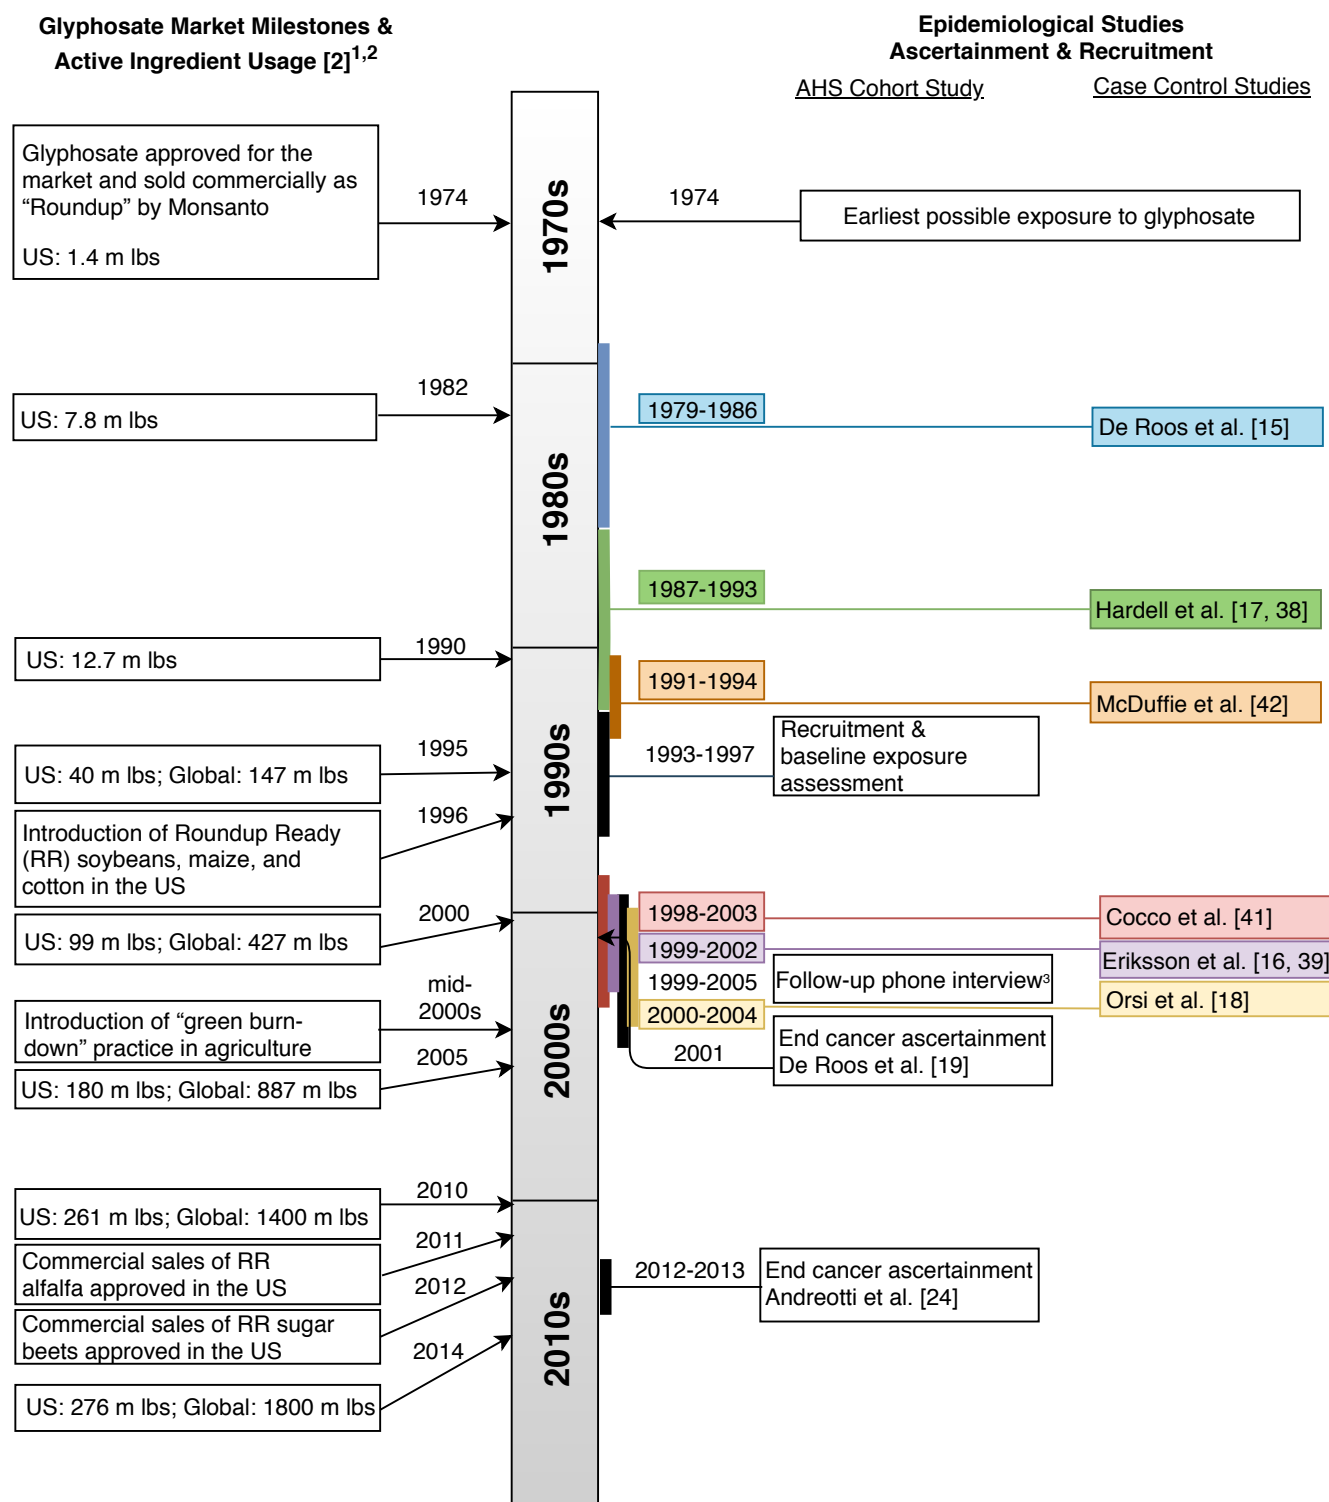 Glyphosate Market Milestones &
Active Ingredient Usage [2]1,2
Epidemiological Studies
Ascertainment & Recruitment
AHS Cohort Study
Case Control Studies
Glyphosate approved for the
market and sold commercially as
“Roundup” by Monsanto
US: 1.4 m lbs
1974
1970s
1974
Earliest possible exposure to glyphosate
US: 7.8 m lbs
1982
1980s
1979-1986
De Roos et al. [15]
1987-1993
Hardell et al. [17, 38]
US: 12.7 m lbs
1990
1990s
1991-1994
McDuffie et al. [42]
1993-1997
Recruitment &
baseline exposure
assessment
US: 40 m lbs; Global: 147 m lbs
1995
1996
Introduction of Roundup Ready
(RR) soybeans, maize, and
cotton in the US
US: 99 m lbs; Global: 427 m lbs
2000
2000s
1998-2003
Cocco et al. [41]
1999-2002
Eriksson et al. [16, 39]
1999-2005
Follow-up phone interview3
2000-2004
Orsi et al. [18]
2001
End cancer ascertainment
De Roos et al. [19]
mid-
2000s
Introduction of “green burn-
down” practice in agriculture
2005
US: 180 m lbs; Global: 887 m lbs
2010
US: 261 m lbs; Global: 1400 m lbs
2010s
2011
Commercial sales of RR
alfalfa approved in the US
2012
Commercial sales of RR sugar
beets approved in the US
2014
US: 276 m lbs; Global: 1800 m lbs
2012-2013
End cancer ascertainment
Andreotti et al. [24]